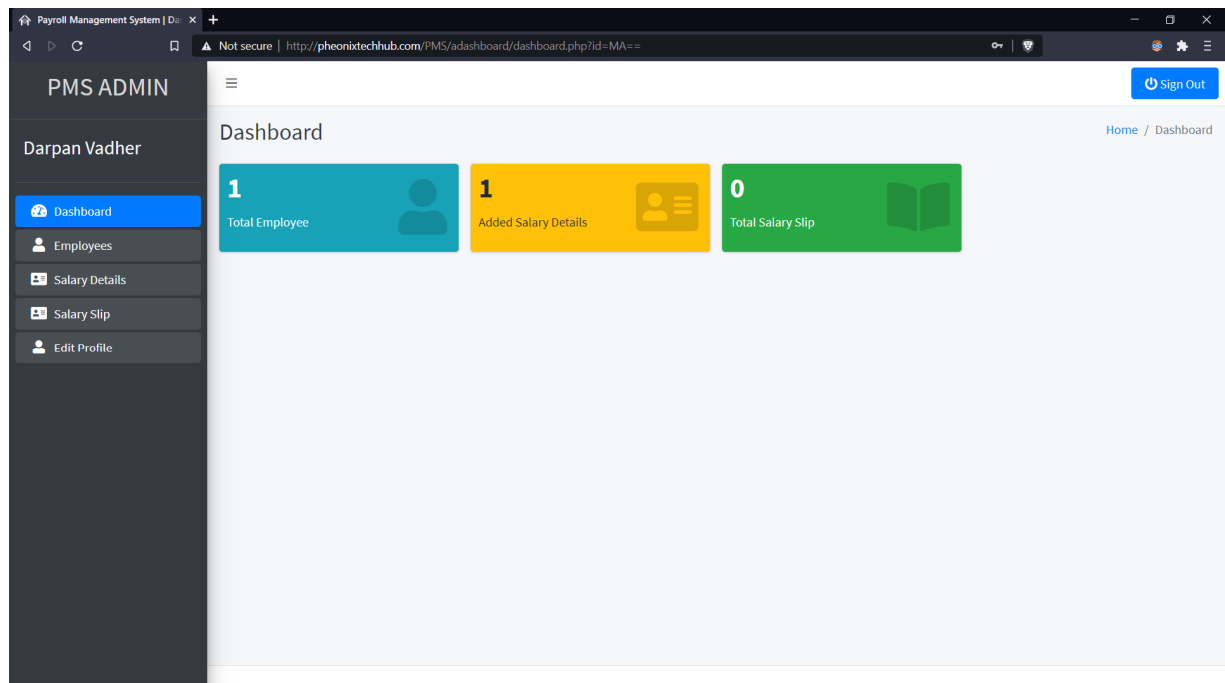 Payroll Management System | Da
Not secure | http://pheonixtechhub.com/PMS/adashboard/dashboard.php?id=MA==
PMS ADMIN
Sign Out
Darpan Vadher
Dashboard
Employees
Salary Details
Salary Slip
Edit Profile
Dashboard
Home / Dashboard
1
Total Employee
1
Added Salary Details
0
Total Salary Slip